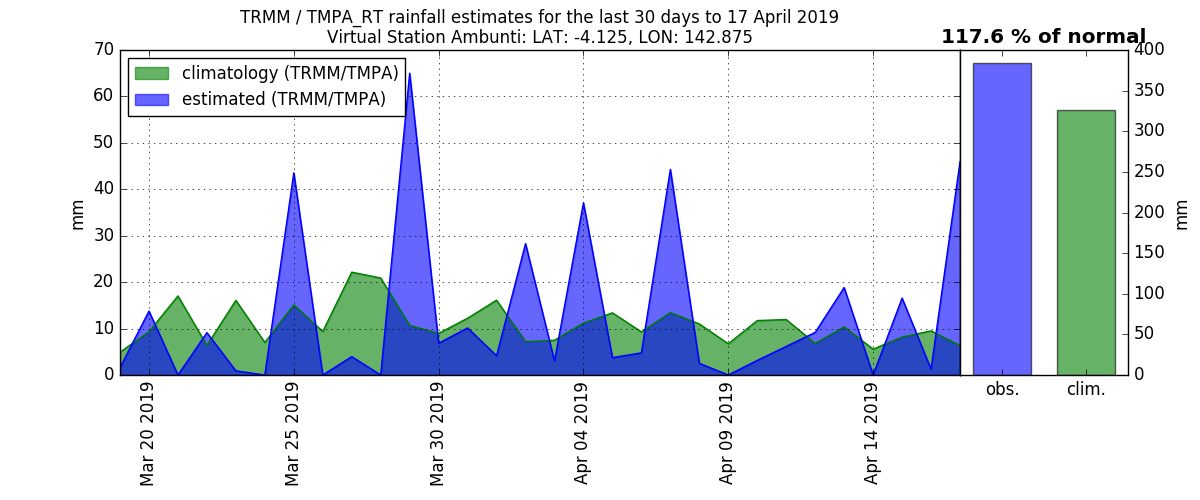 TRMM / TMPA_RT rainfall estimates for the last 30 days to 17 April 2019
Virtual Station Ambunti: LAT: -4.125, LON: 142.875
117.6 % of normal
climatology (TRMM/TMPA)
estimated (TRMM/TMPA)
mm
70
60
50
40
30
20
10
0
Mar 20 2019
Mar 25 2019
Mar 30 2019
Apr 04 2019
Apr 09 2019
Apr 14 2019
obs.
clim.
400
350
300
250
200
150
100
50
0
mm